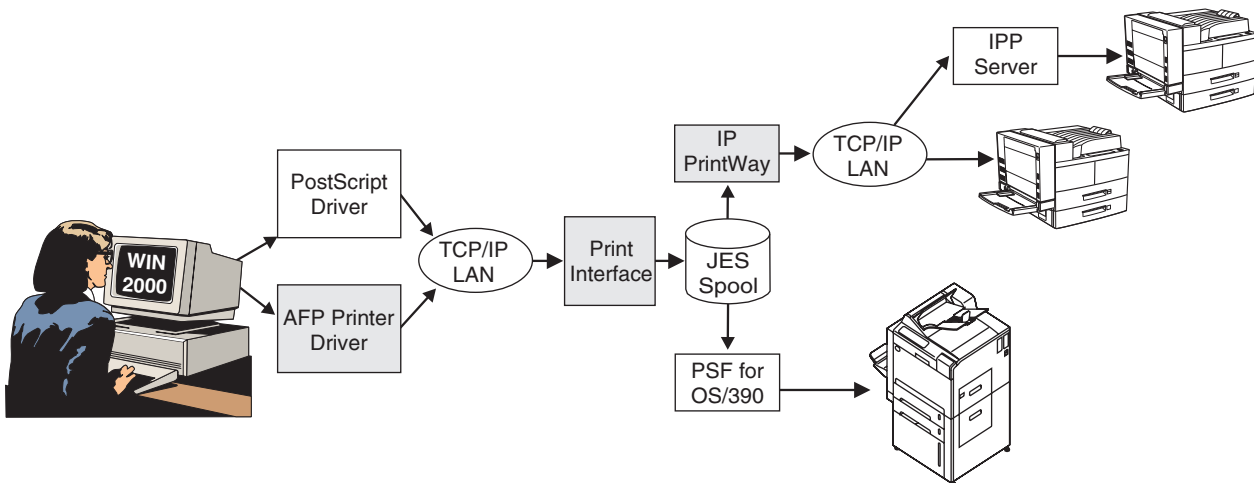 WIN
2000
PostScript
Driver
AFP Printer
Driver
TCP/IP
LAN
Print
Interface
JES
Spool
IP
PrintWay
TCP/IP
LAN
IPP
Server
PSF for
OS/390